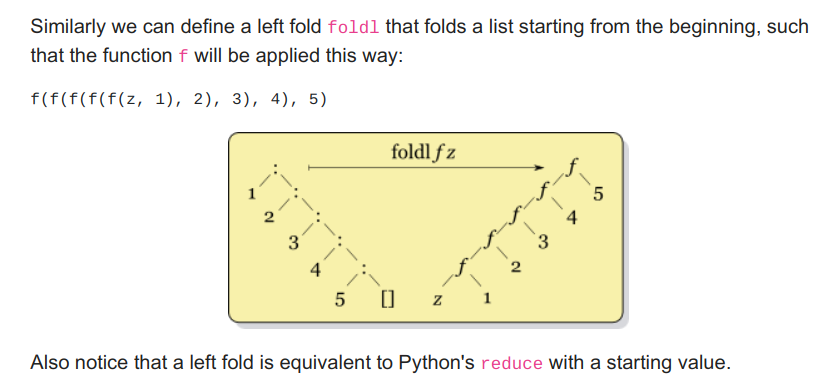 Similarly we can define a left fold foldl that folds a list starting from the beginning, such
that the function f will be applied this way:
f(f(f(f(f(z, 1), 2), 3), 4), 5)
foldl f z
: f
1 : f 5
2 : f 4
3 : f 3
4 : f 2
5 [] z 1
Also notice that a left fold is equivalent to Python's reduce with a starting value.